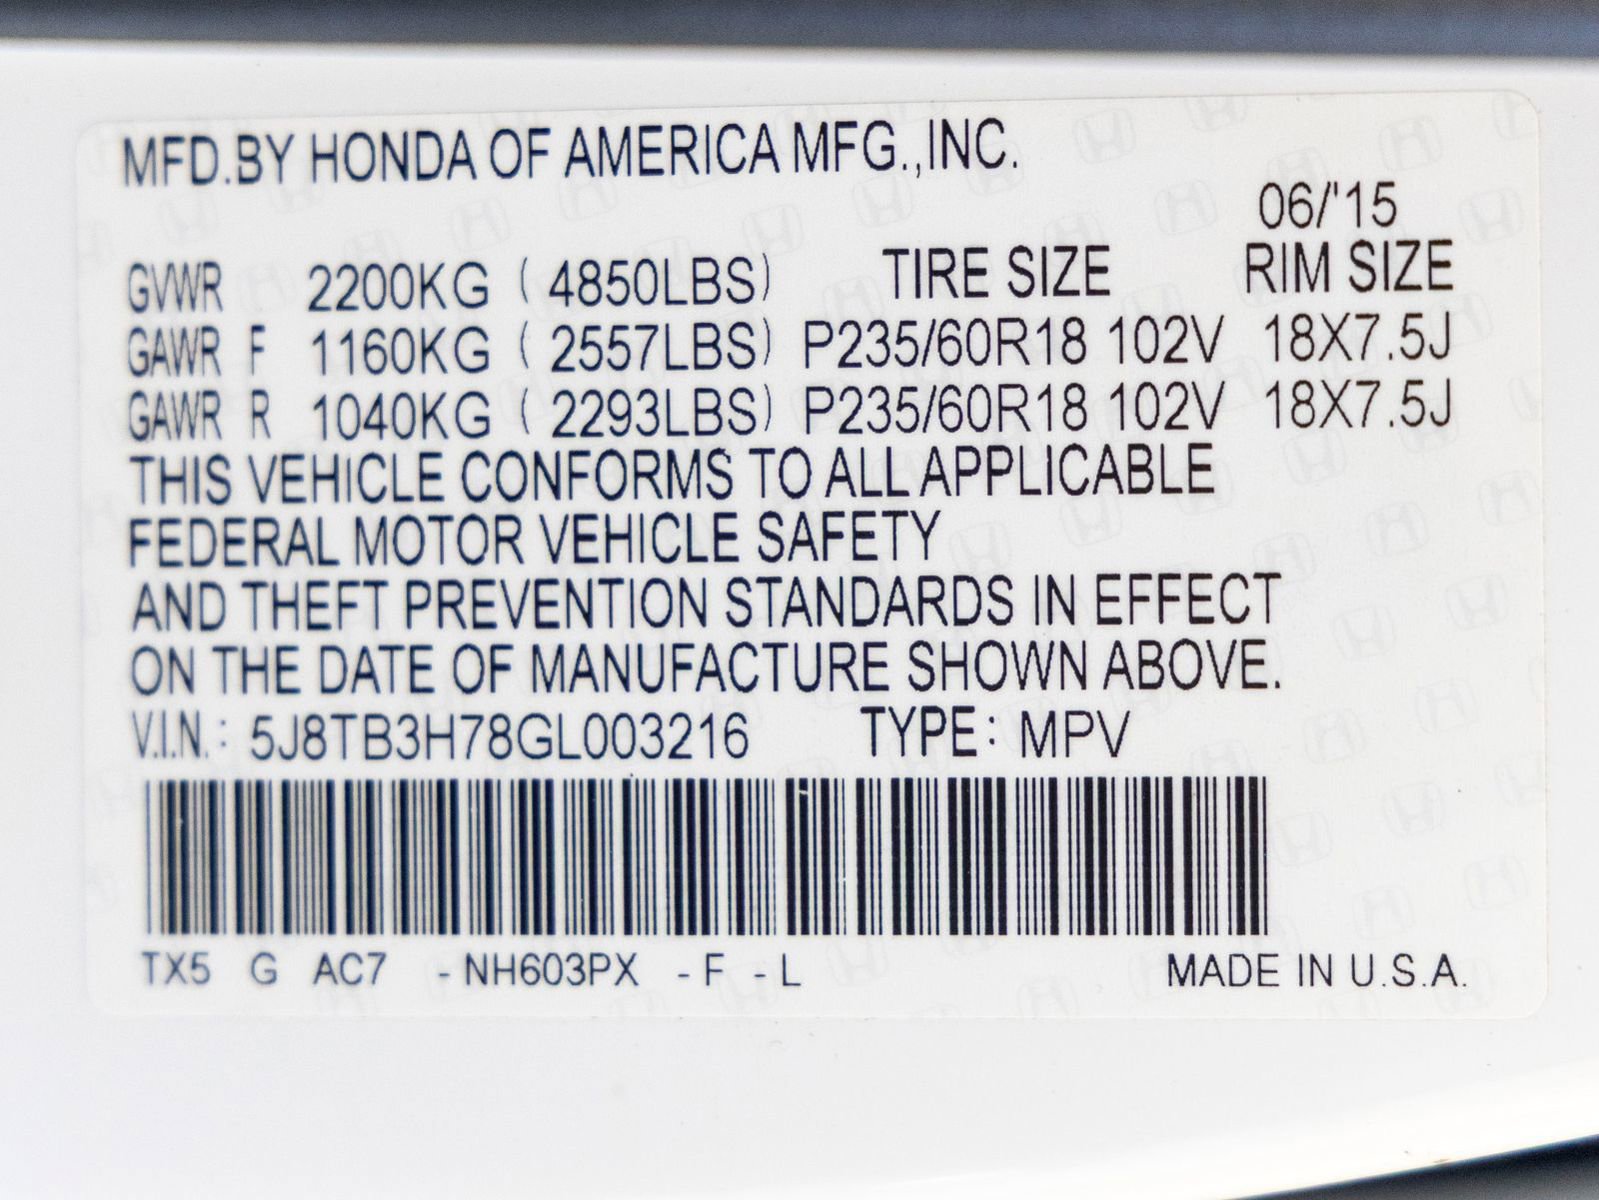 MFD.BY HONDA OF AMERICA MFG.,INC.
06/'15
GVWR 2200KG ( 4850LBS) TIRE SIZE RIM SIZE
GAWR F 1160KG ( 2557LBS) P235/60R18 102V 18X7.5J
GAWR R 1040KG ( 2293LBS) P235/60R18 102V 18X7.5J
THIS VEHICLE CONFORMS TO ALL APPLICABLE
FEDERAL MOTOR VEHICLE SAFETY
AND THEFT PREVENTION STANDARDS IN EFFECT
ON THE DATE OF MANUFACTURE SHOWN ABOVE.
V.I.N.: 5J8TB3H78GL003216 TYPE: MPV
TX5 G AC7 -NH603PX -F -L MADE IN U.S.A.